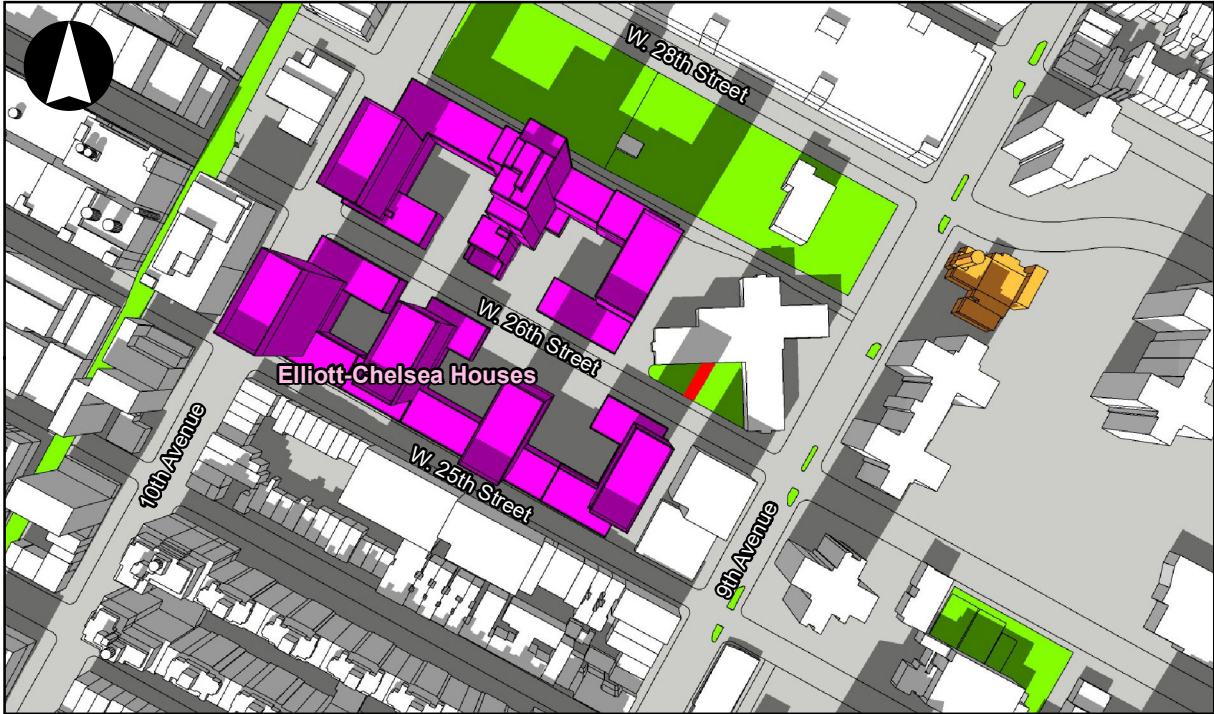 W. 28th Street
W. 26th Street
Elliott-Chelsea Houses
10th Avenue
W. 25th Street
9th Avenue